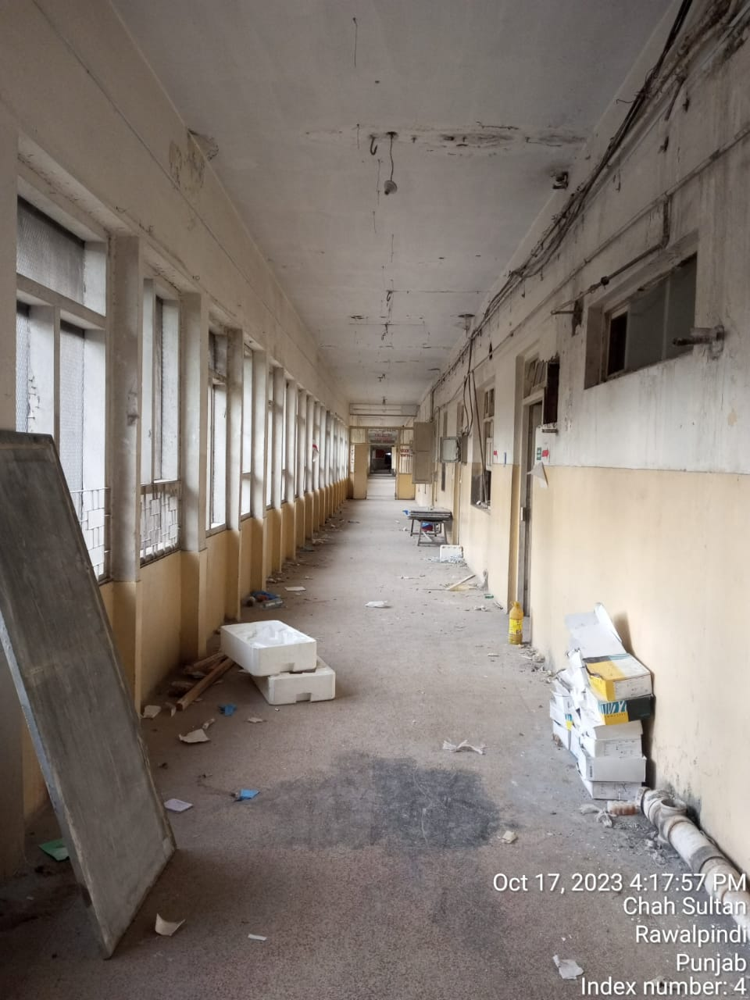 Oct 17, 2023 4:17:57 PM
Chah Sultan
Rawalpindi
Punjab
Index number: 4